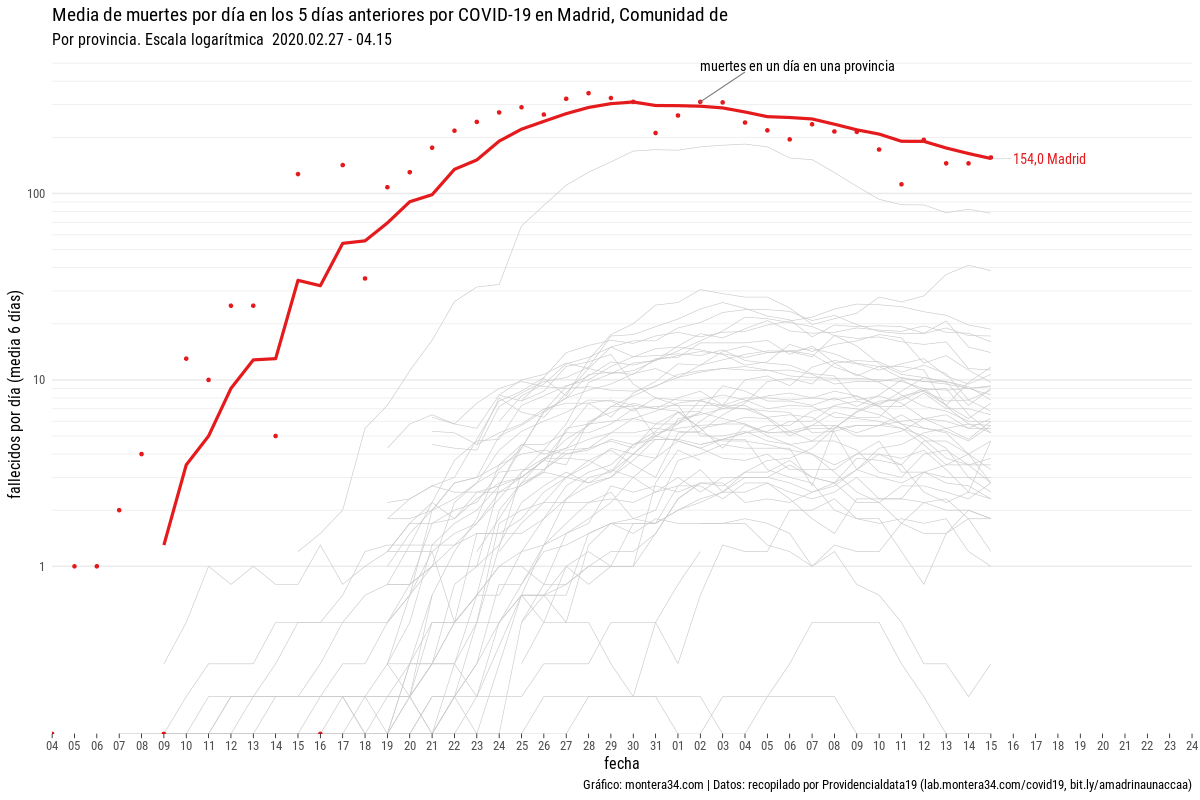 Media de muertes por día en los 5 días anteriores por COVID-19 en Madrid, Comunidad de
Por provincia. Escala logarítmica 2020.02.27 - 04.15
muertes en un día en una provincia
154,0 Madrid
fallecidos por día (media 6 días)
100
10
1
04 05 06 07 08 09 10 11 12 13 14 15 16 17 18 19 20 21 22 23 24 25 26 27 28 29 30 31 01 02 03 04 05 06 07 08 09 10 11 12 13 14 15 16 17 18 19 20 21 22 23 24
fecha
Gráfico: montera34.com | Datos: recopilado por Providencialdata19 (lab.montera34.com/covid19, bit.ly/amadrinaunaccaa)